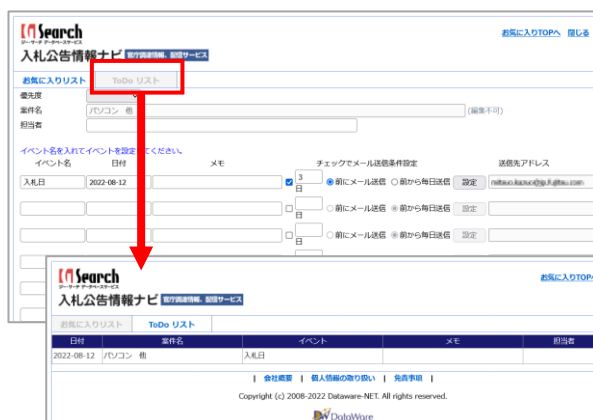 Search
ジー・サーチ データベースサービス
お気に入りTOPへ 閉じる
入札公告情報ナビ 官庁調達情報、配信サービス
お気に入りリスト ToDo リスト
優先度
案件名 パソコン 他 (編集不可)
担当者
イベント名を入れてイベントを設定してください。
イベント名 日付 メモ チェックでメール送信条件設定 送信先アドレス
入札日 2022-08-12 3 日 前にメール送信 前から毎日送信 設定
日 前にメール送信 前から毎日送信 設定
日 前にメール送信 前から毎日送信 設定
Search
ジー・サーチ データベースサービス
お気に入りTOPへ
入札公告情報ナビ 官庁調達情報、配信サービス
お気に入りリスト ToDo リスト
日付 案件名 イベント メモ 担当者
2022-08-12 パソコン 他 入札日
| 会社概要 | 個人情報の取り扱い | 免責事項 |
Copyright (c) 2008-2022 Dataware-NET. All rights reserved.
DataWare